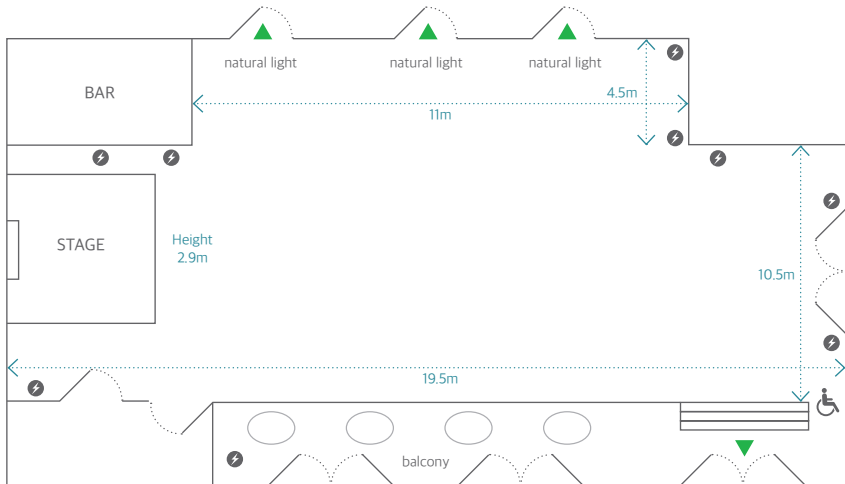 natural light
natural light
natural light
BAR
4.5m
11m
STAGE
Height
2.9m
10.5m
19.5m
balcony